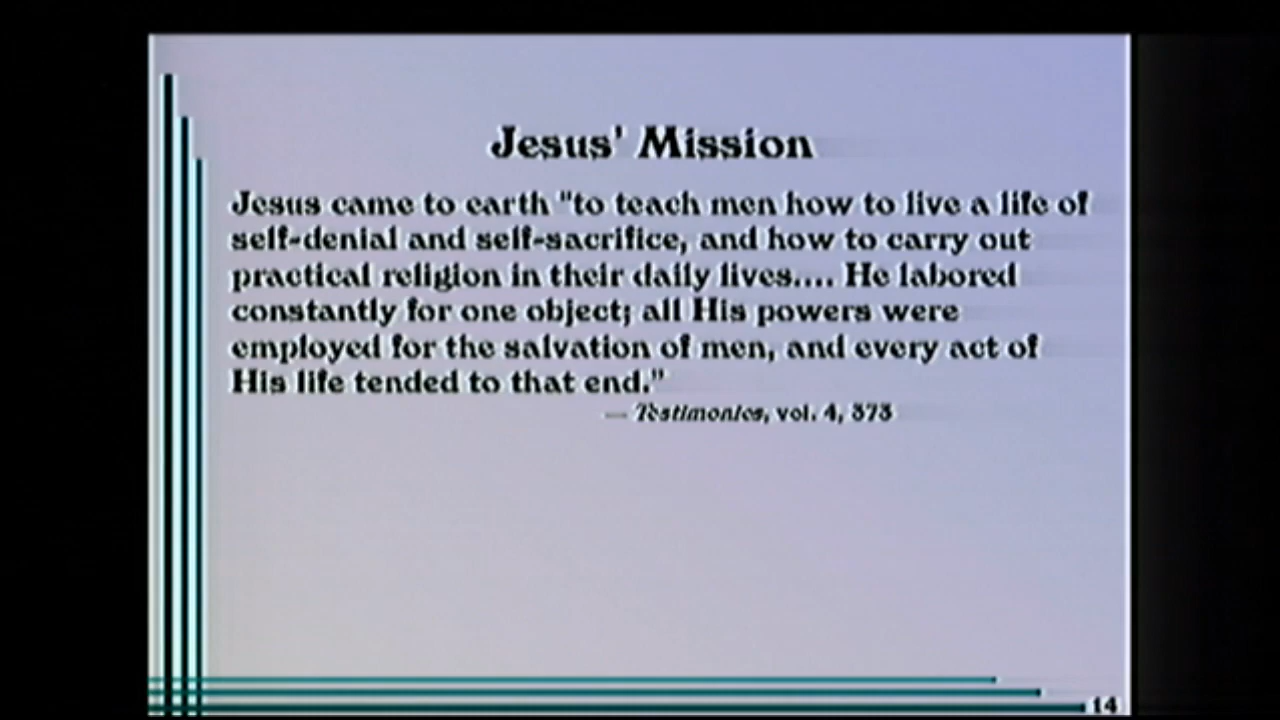 Jesus' Mission
Jesus came to earth "to teach men how to live a life of
self-denial and self-sacrifice, and how to carry out
practical religion in their daily lives.... He labored
constantly for one object; all His powers were
employed for the salvation of men, and every act of
His life tended to that end."
— Testimonies, vol. 4, 373
14